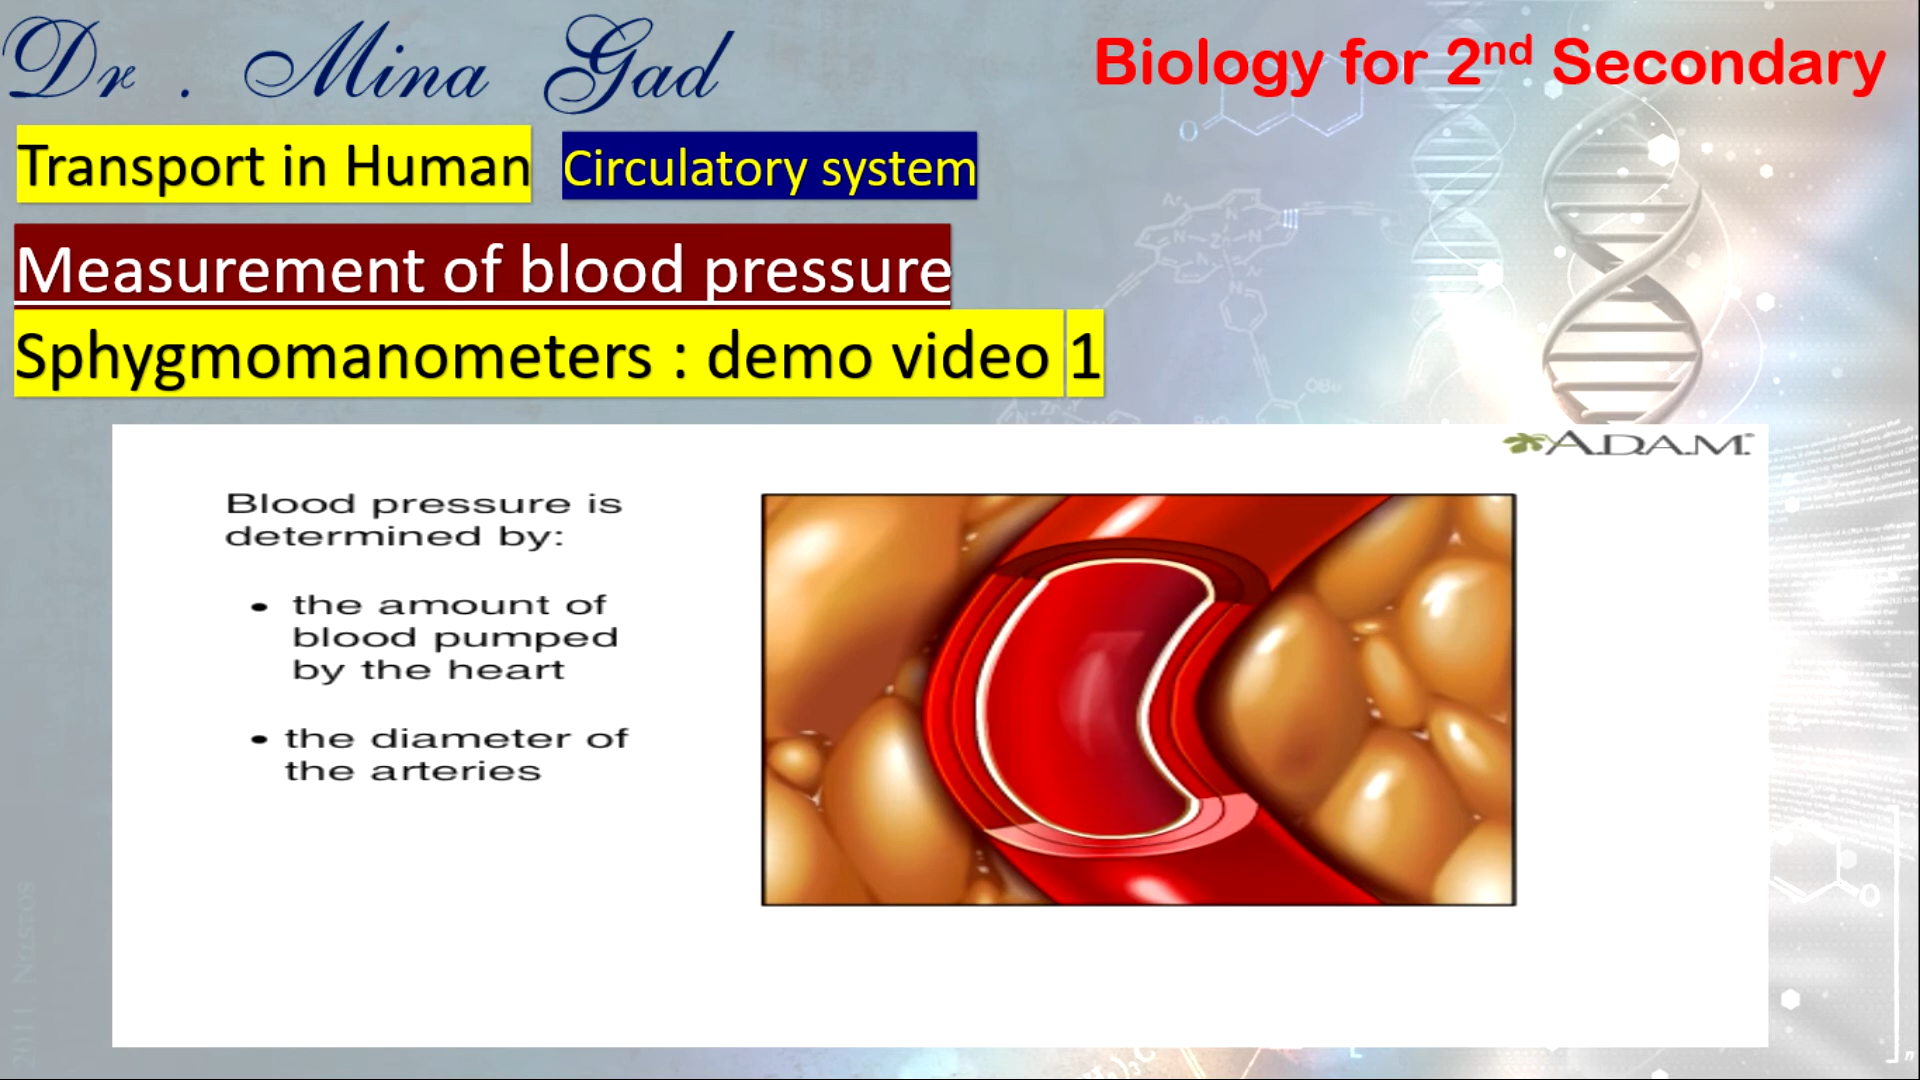 Dr . Mina Gad
Biology for 2nd Secondary
Transport in Human
Circulatory system
Measurement of blood pressure
Sphygmomanometers : demo video 1
A.D.A.M.
Blood pressure is
determined by:
• the amount of
blood pumped
by the heart
• the diameter of
the arteries